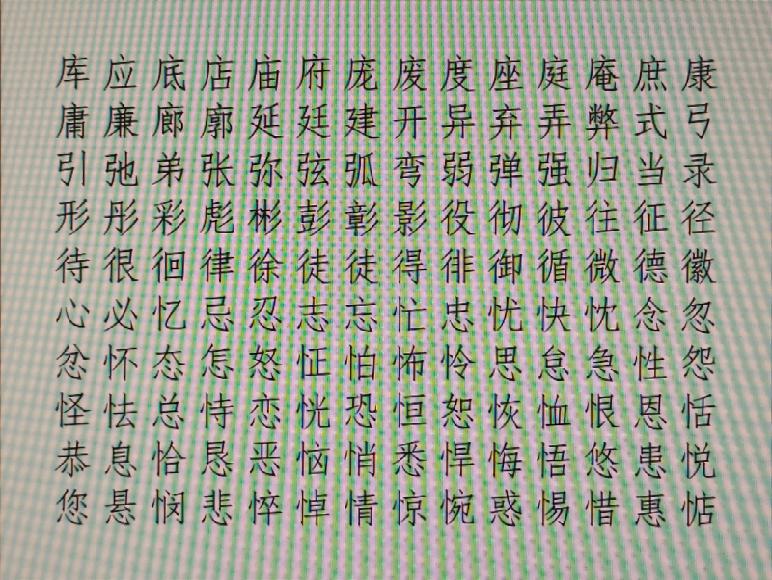 库应底店庙府庞废度座庭庵庶康
庸廉廊廓延廷建开异弃弄弊式弓
引弛弟张弥弦弧弯弱弹强归当录
形彤彩彪彬彭彰影役彻彼往征径
待很徊律徐徒徒得徘御循微德徽
心必忆忌忍志忘忙忠忧快忱念忽
忿怀态怎怒怔怕怖怜思怠急性怨
怪怯总恃恋恍恐恒恕恢恤恨恩恬
恭息恰恳恶恼悄悉悍悔悟悠患悦
您悬悯悲悴悼情惊惋惑惕惜惠惦